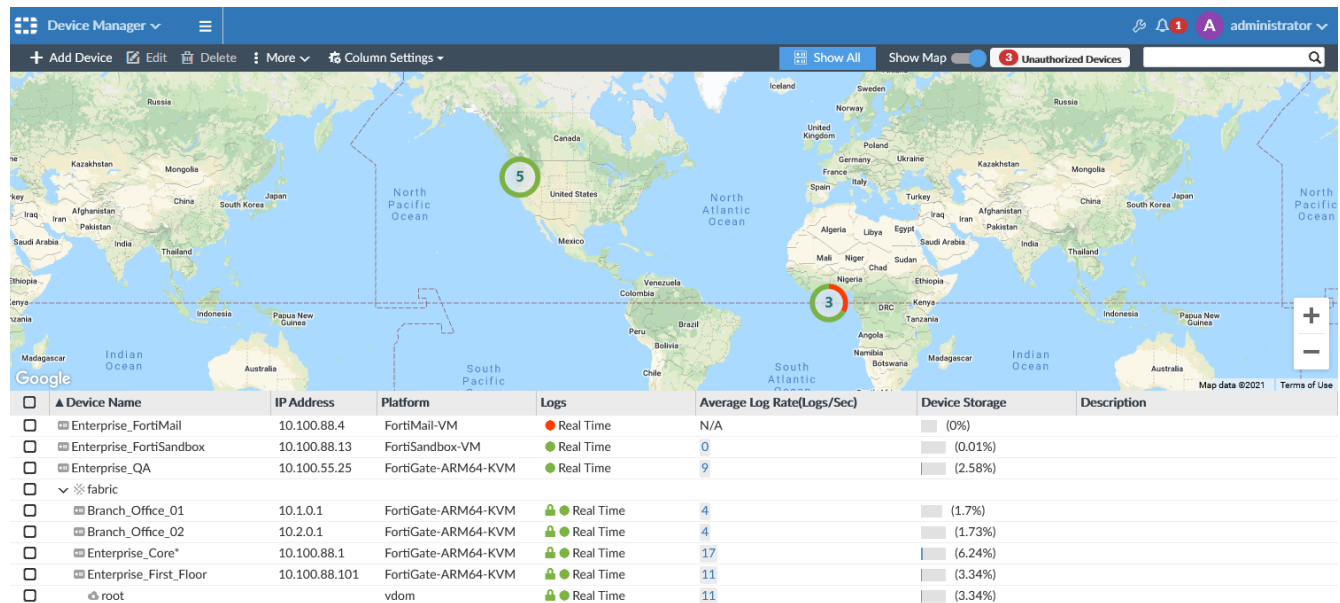 Device Manager
1
A
administrator
Add Device Edit Delete More Column Settings Show All Show Map 3 Unauthorized Devices
Iceland
Sweden
Russia
Norway
Russia
Canada
United Kingdom
Poland
Kazakhstan
Mongolia
5
Germany
Ukraine
Kazakhstan
Mongolia
France
Italy
Spain
United States
North Pacific Ocean
North Atlantic Ocean
North Pacific Ocean
Turkey
China
Japan
South Korea
China
Japan
South Korea
Iraq
Iran
Afghanistan
Pakistan
Iraq
Iran
Afghanistan
Pakistan
Algeria
Libya
Egypt
Saudi Arabia
India
Thailand
Mexico
Saudi Arabia
India
Thailand
Mali
Niger
Chad
Sudan
Nigeria
Ethiopia
Venezuela
Colombia
3
DRC
Kenya
Tanzania
Indonesia
Papua New Guinea
Indonesia
Papua New Guinea
Peru
Brazil
Angola
Bolivia
Namibia
Botswana
Madagascar
Indian Ocean
Australia
Madagascar
Indian Ocean
Australia
South Pacific
Chile
South Atlantic
Google
Map data ©2021 Terms of Use
Device Name IP Address Platform Logs Average Log Rate(Logs/Sec) Device Storage Description
Enterprise_FortiMail 10.100.88.4 FortiMail-VM Real Time N/A (0%)
Enterprise_FortiSandbox 10.100.88.13 FortiSandbox-VM Real Time 0 (0.01%)
Enterprise_QA 10.100.55.25 FortiGate-ARM64-KVM Real Time 9 (2.58%)
fabric
Branch_Office_01 10.1.0.1 FortiGate-ARM64-KVM Real Time 4 (1.7%)
Branch_Office_02 10.2.0.1 FortiGate-ARM64-KVM Real Time 4 (1.73%)
Enterprise_Core* 10.100.88.1 FortiGate-ARM64-KVM Real Time 17 (6.24%)
Enterprise_First_Floor 10.100.88.101 FortiGate-ARM64-KVM Real Time 11 (3.34%)
root vdom Real Time 11 (3.34%)